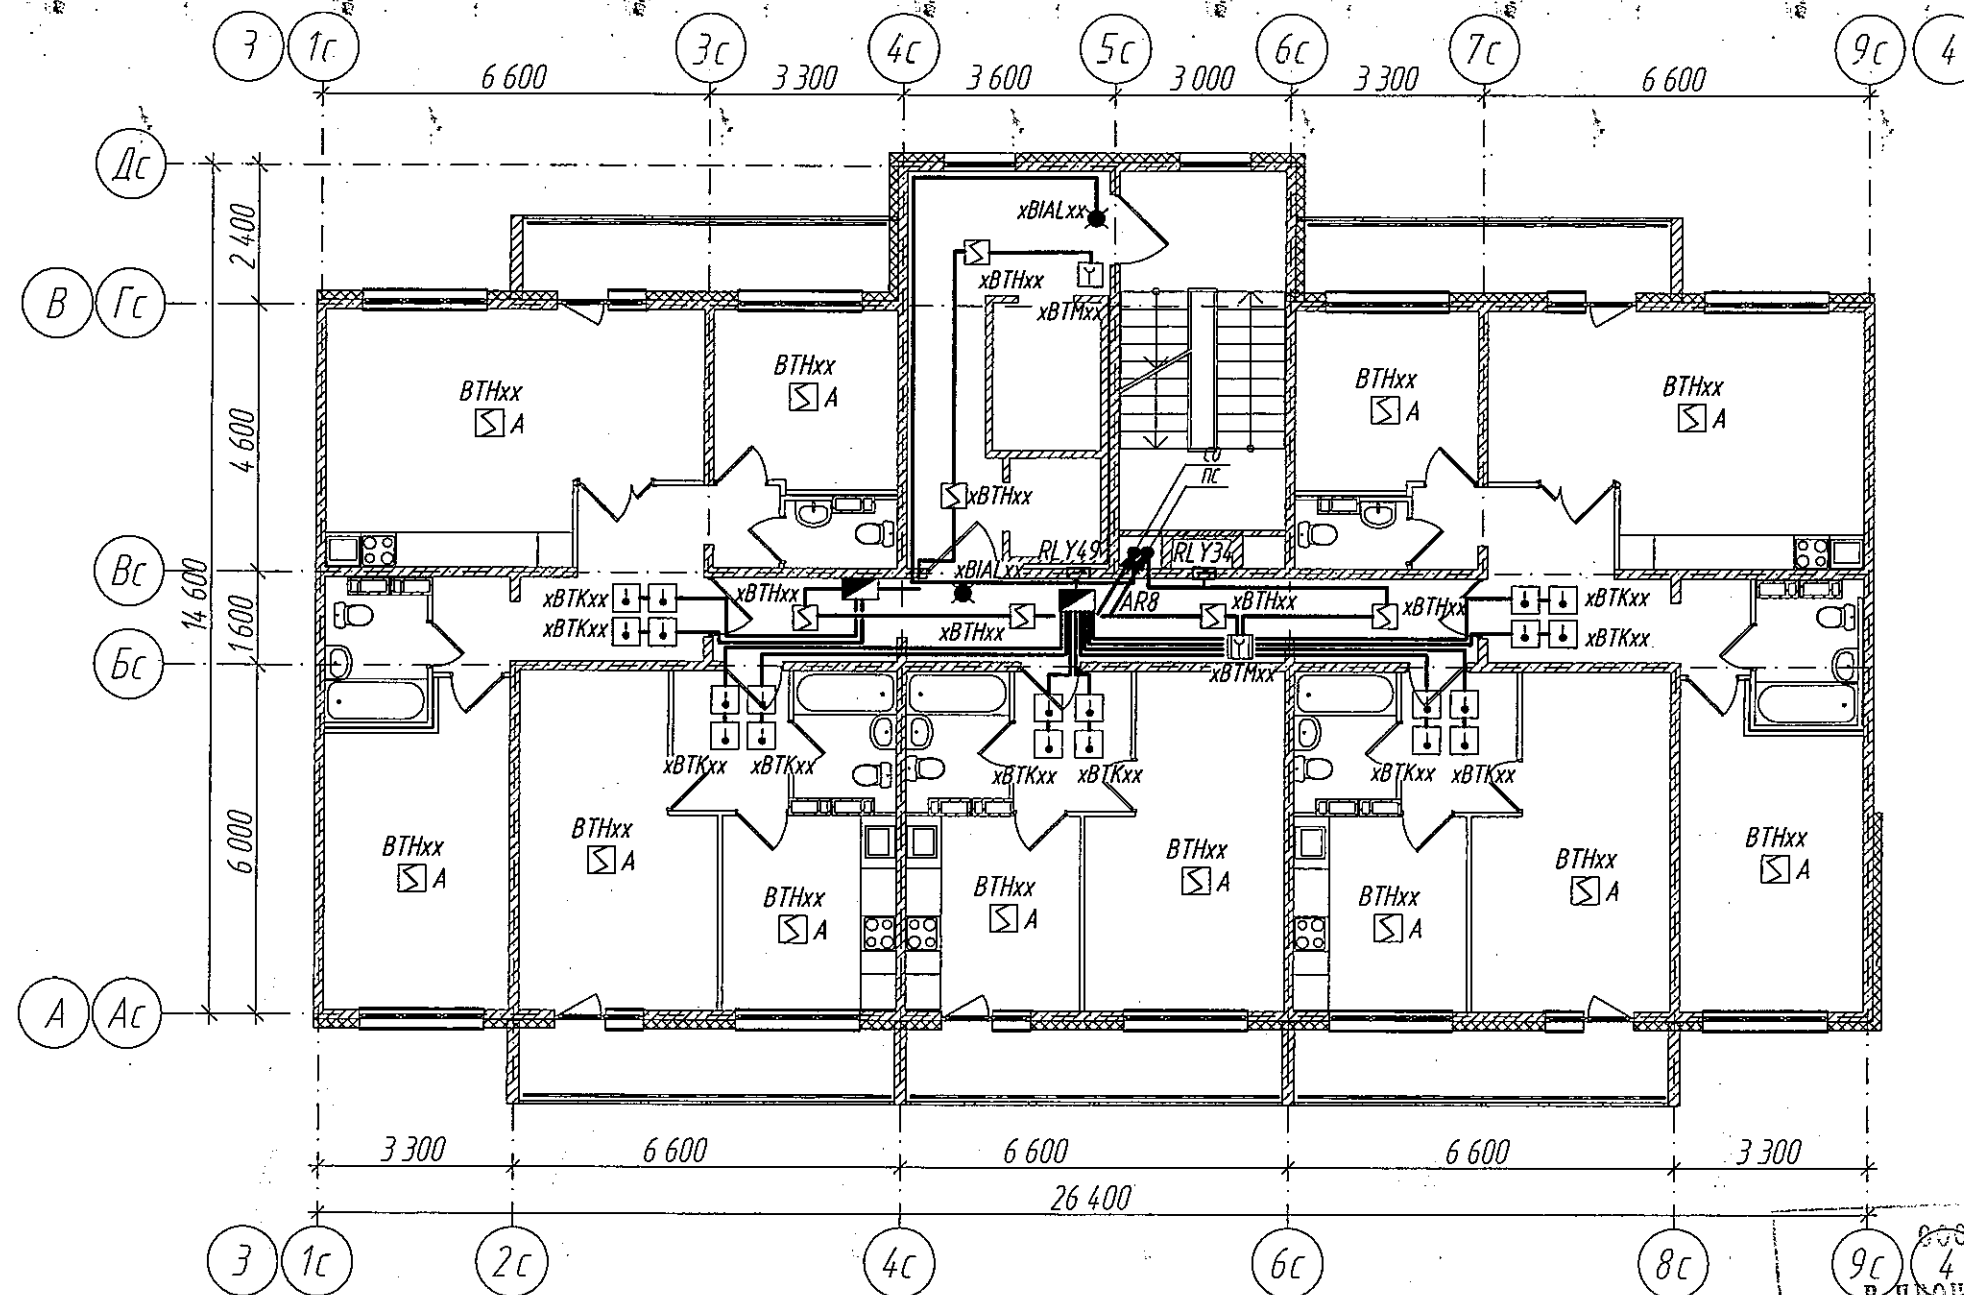 3 1с 3с 4с 5с 6с 7с 9с 4
6 600 3 300 3 600 3 000 3 300 6 600
Дс
2 400
xBIALxx
xBTHxx
В Гс
xBTMxx
BTHxx
A
BTHxx
A
BTHxx
A
BTHxx
A
4 600
14 600
СО
ПС
xBTHxx
RLY49
RLY34
Вс
xBIALxx
xBTKxx
xBTHxx
AR8
xBTHxx
xBTHxx
xBTKxx
1600
xBTKxx
xBTHxx
xBTKxx
Бс
xBTMxx
xBTKxx xBTKxx
xBTKxx xBTKxx
xBTKxx xBTKxx
6 000
BTHxx
A
BTHxx
A
BTHxx
A
BTHxx
A
BTHxx
A
BTHxx
A
BTHxx
A
BTHxx
A
А Ас
3 300 6 600 6 600 6 600 3 300
26 400
3 1с 2с 4с 6с 8с 9с 4